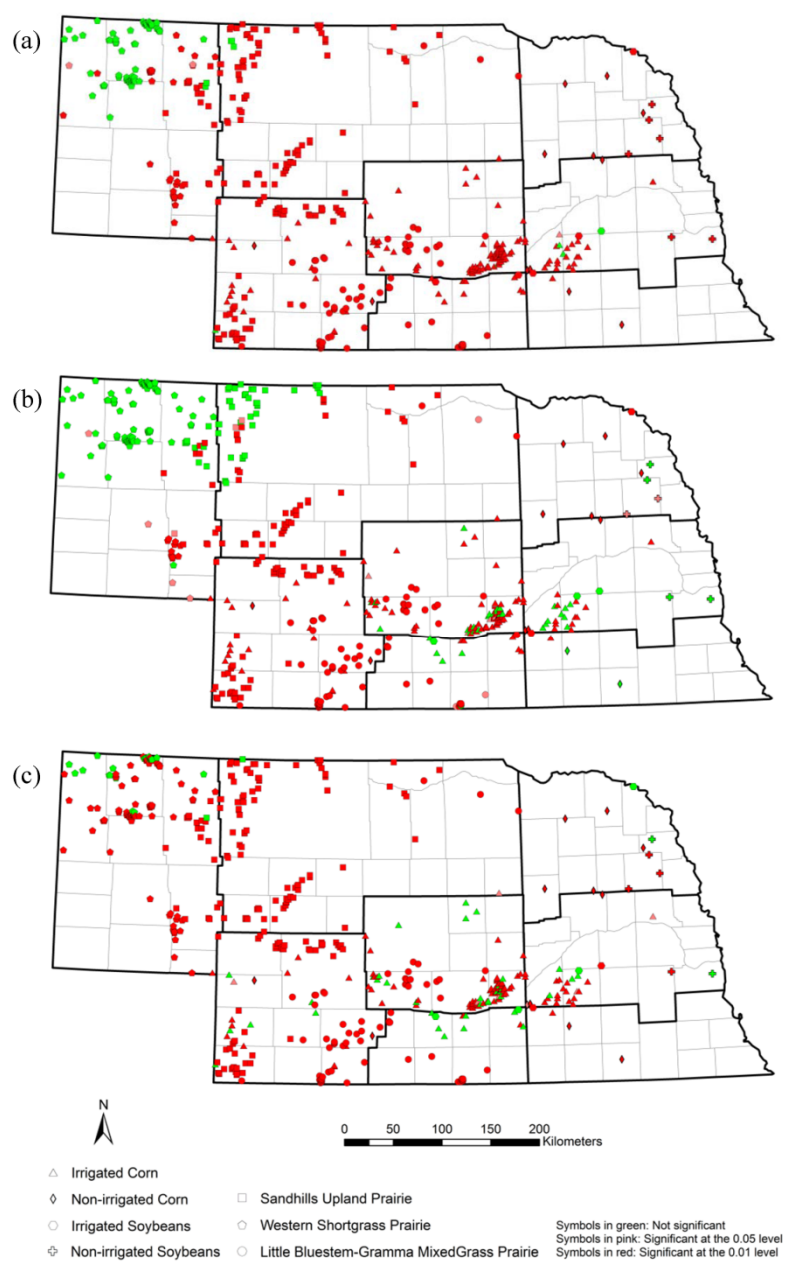 (a)
(b)
(c)
N
0 50 100 150 200
Kilometers
Irrigated Corn
Non-irrigated Corn
Irrigated Soybeans
Non-irrigated Soybeans
Sandhills Upland Prairie
Western Shortgrass Prairie
Little Bluestem-Gramma MixedGrass Prairie
Symbols in green: Not significant
Symbols in pink: Significant at the 0.05 level
Symbols in red: Significant at the 0.01 level